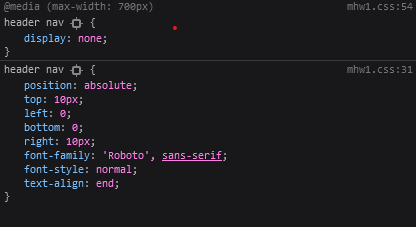 @media (max-width: 700px) mhw1.css:54
header nav {
display: none;
}
header nav { mhw1.css:31
position: absolute;
top: 10px;
left: 0;
bottom: 0;
right: 10px;
font-family: 'Roboto', sans-serif;
font-style: normal;
text-align: end;
}